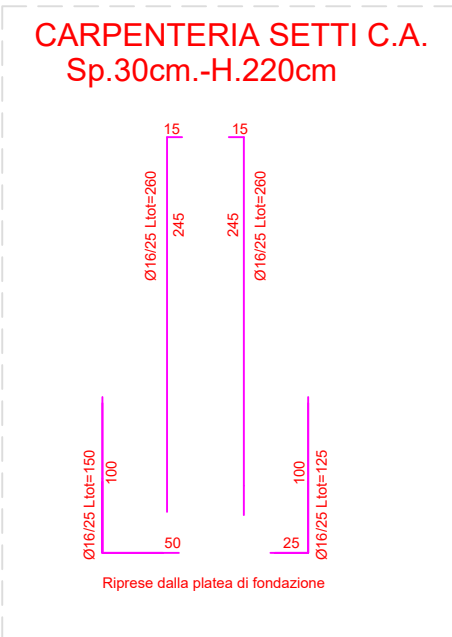 CARPENTERIA SETTI C.A.
Sp.30cm.-H.220cm
15
15
Ø16/25 Ltot=260
245
245
Ø16/25 Ltot=260
Ø16/25 Ltot=150
100
100
Ø16/25 Ltot=125
50
25
Riprese dalla platea di fondazione